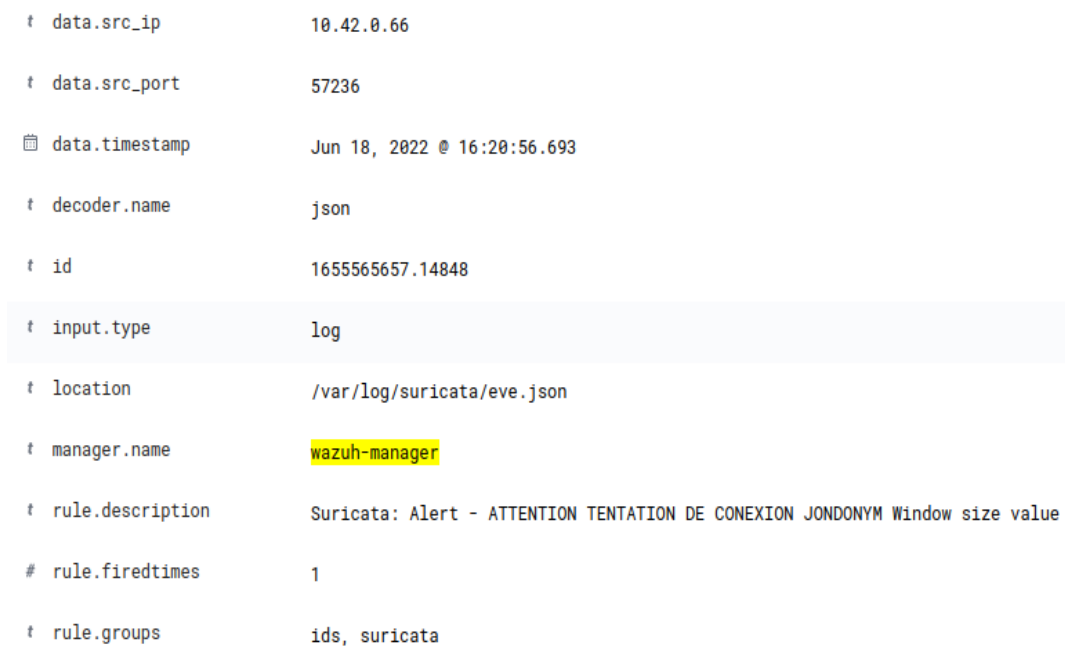 t data.src_ip 10.42.0.66
t data.src_port 57236
data.timestamp Jun 18, 2022 @ 16:20:56.693
t decoder.name json
t id 1655565657.14848
t input.type log
t location /var/log/suricata/eve.json
t manager.name wazuh-manager
t rule.description Suricata: Alert - ATTENTION TENTATION DE CONEXION JONDONYM Window size value
# rule.firedtimes 1
t rule.groups ids, suricata